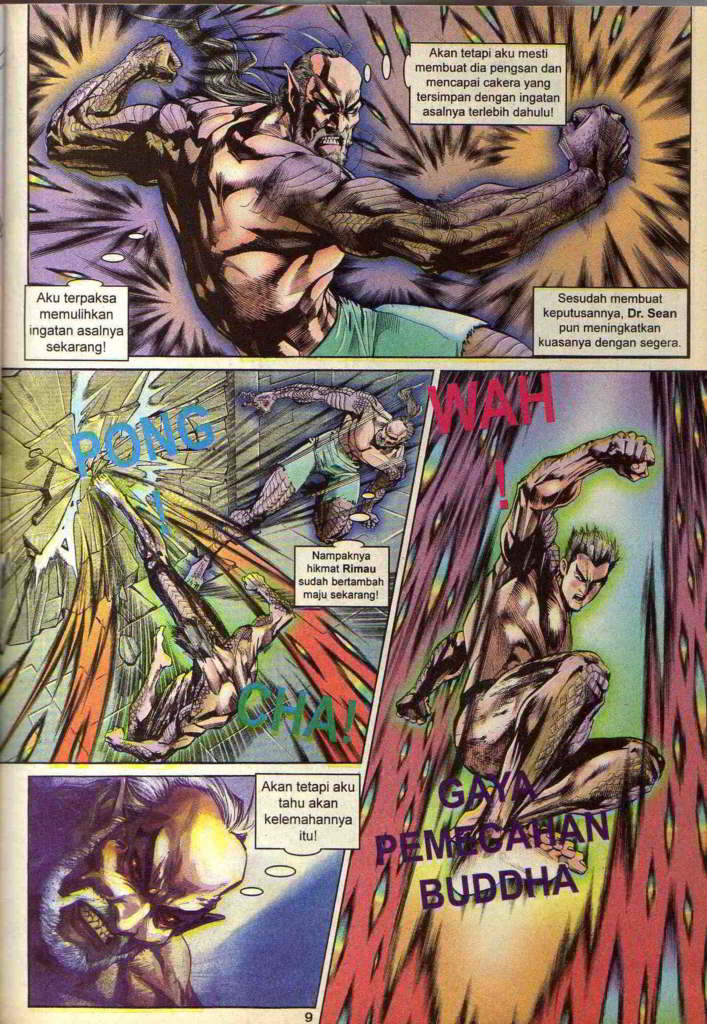 Akan tetapi aku mesti
membuat dia pengsan dan
mencapai cakera yang
tersimpan dengan ingatan
asalnya terlebih dahulu!
Aku terpaksa
memulihkan
ingatan asalnya
sekarang!
Sesudah membuat
keputusannya, Dr. Sean
pun meningkatkan
kuasanya dengan segera.
PONG
!
Nampaknya
hikmat Rimau
sudah bertambah
maju sekarang!
CHA!
WAH
!
GAYA
PEMEGAHAN
BUDDHA
Akan tetapi aku
tahu akan
kelemahannya
itu!
9